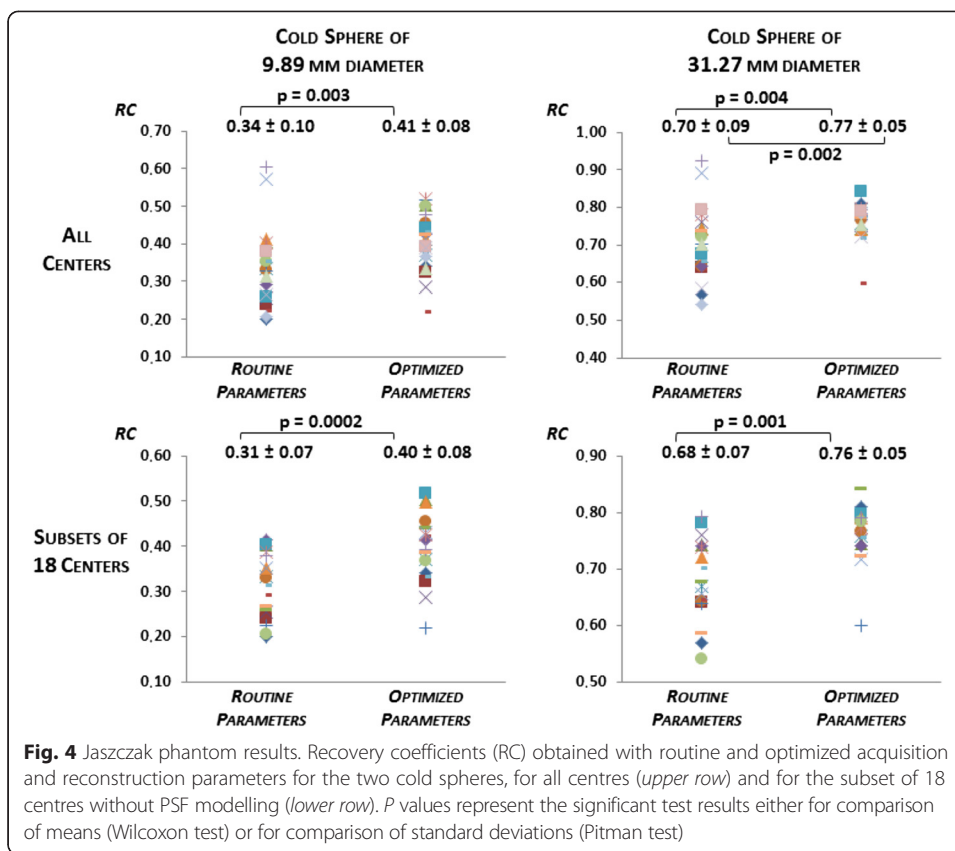 COLD SPHERE OF
9.89 MM DIAMETER
COLD SPHERE OF
31.27 MM DIAMETER
ALL
CENTERS
RC
p = 0.003
0.34 ± 0.10 0.41 ± 0.08
0.70
0.60
0.50
0.40
0.30
0.20
0.10
ROUTINE
PARAMETERS
OPTIMIZED
PARAMETERS
RC
p = 0.004
0.70 ± 0.09 0.77 ± 0.05
p = 0.002
1.00
0.90
0.80
0.70
0.60
0.50
0.40
ROUTINE
PARAMETERS
OPTIMIZED
PARAMETERS
SUBSETS OF
18 CENTERS
RC
p = 0.0002
0.31 ± 0.07 0.40 ± 0.08
0.60
0.50
0.40
0.30
0.20
0.10
ROUTINE
PARAMETERS
OPTIMIZED
PARAMETERS
RC
p = 0.001
0.68 ± 0.07 0.76 ± 0.05
0.90
0.80
0.70
0.60
0.50
ROUTINE
PARAMETERS
OPTIMIZED
PARAMETERS
Fig. 4 Jaszczak phantom results. Recovery coefficients (RC) obtained with routine and optimized acquisition
and reconstruction parameters for the two cold spheres, for all centres (upper row) and for the subset of 18
centres without PSF modelling (lower row). P values represent the significant test results either for comparison
of means (Wilcoxon test) or for comparison of standard deviations (Pitman test)